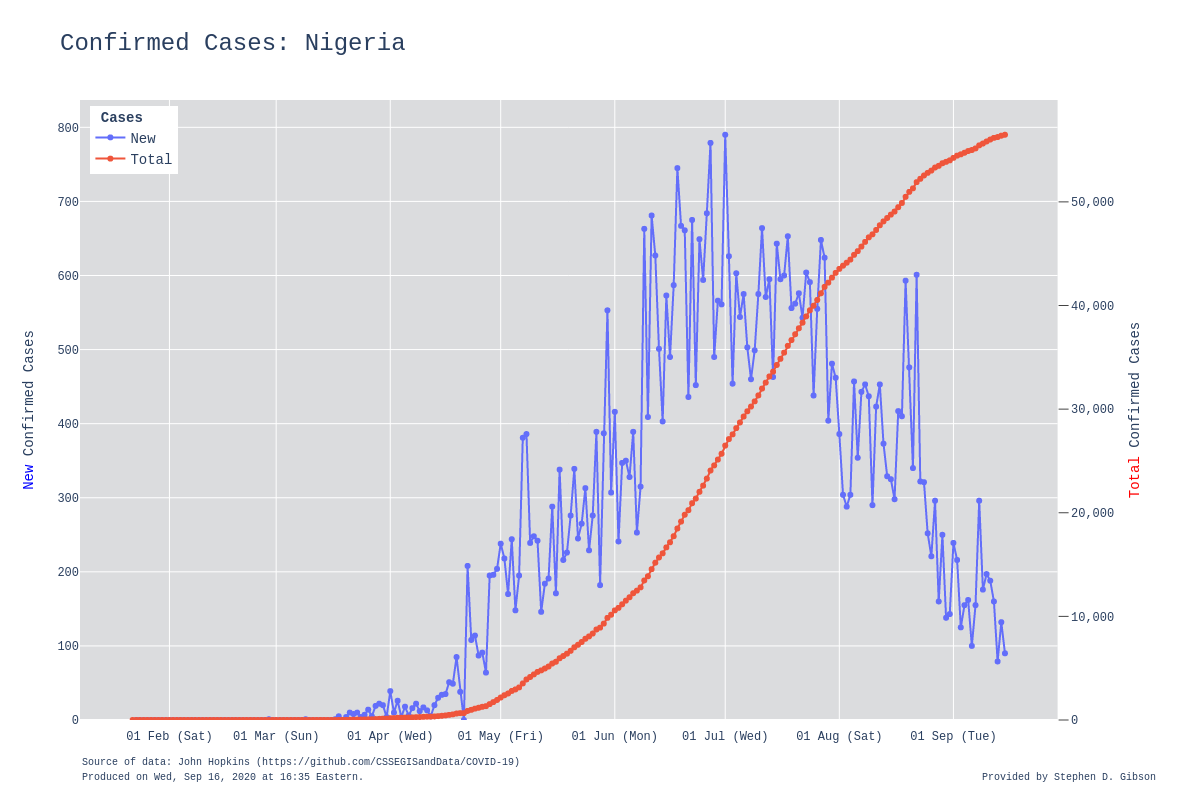 Confirmed Cases: Nigeria
Cases
New
Total
800
700
600
500
400
300
200
100
0
New Confirmed Cases
50,000
40,000
30,000
20,000
10,000
0
Total Confirmed Cases
01 Feb (Sat) 01 Mar (Sun) 01 Apr (Wed) 01 May (Fri) 01 Jun (Mon) 01 Jul (Wed) 01 Aug (Sat) 01 Sep (Tue)
Source of data: John Hopkins (https://github.com/CSSEGISandData/COVID-19)
Produced on Wed, Sep 16, 2020 at 16:35 Eastern.
Provided by Stephen D. Gibson